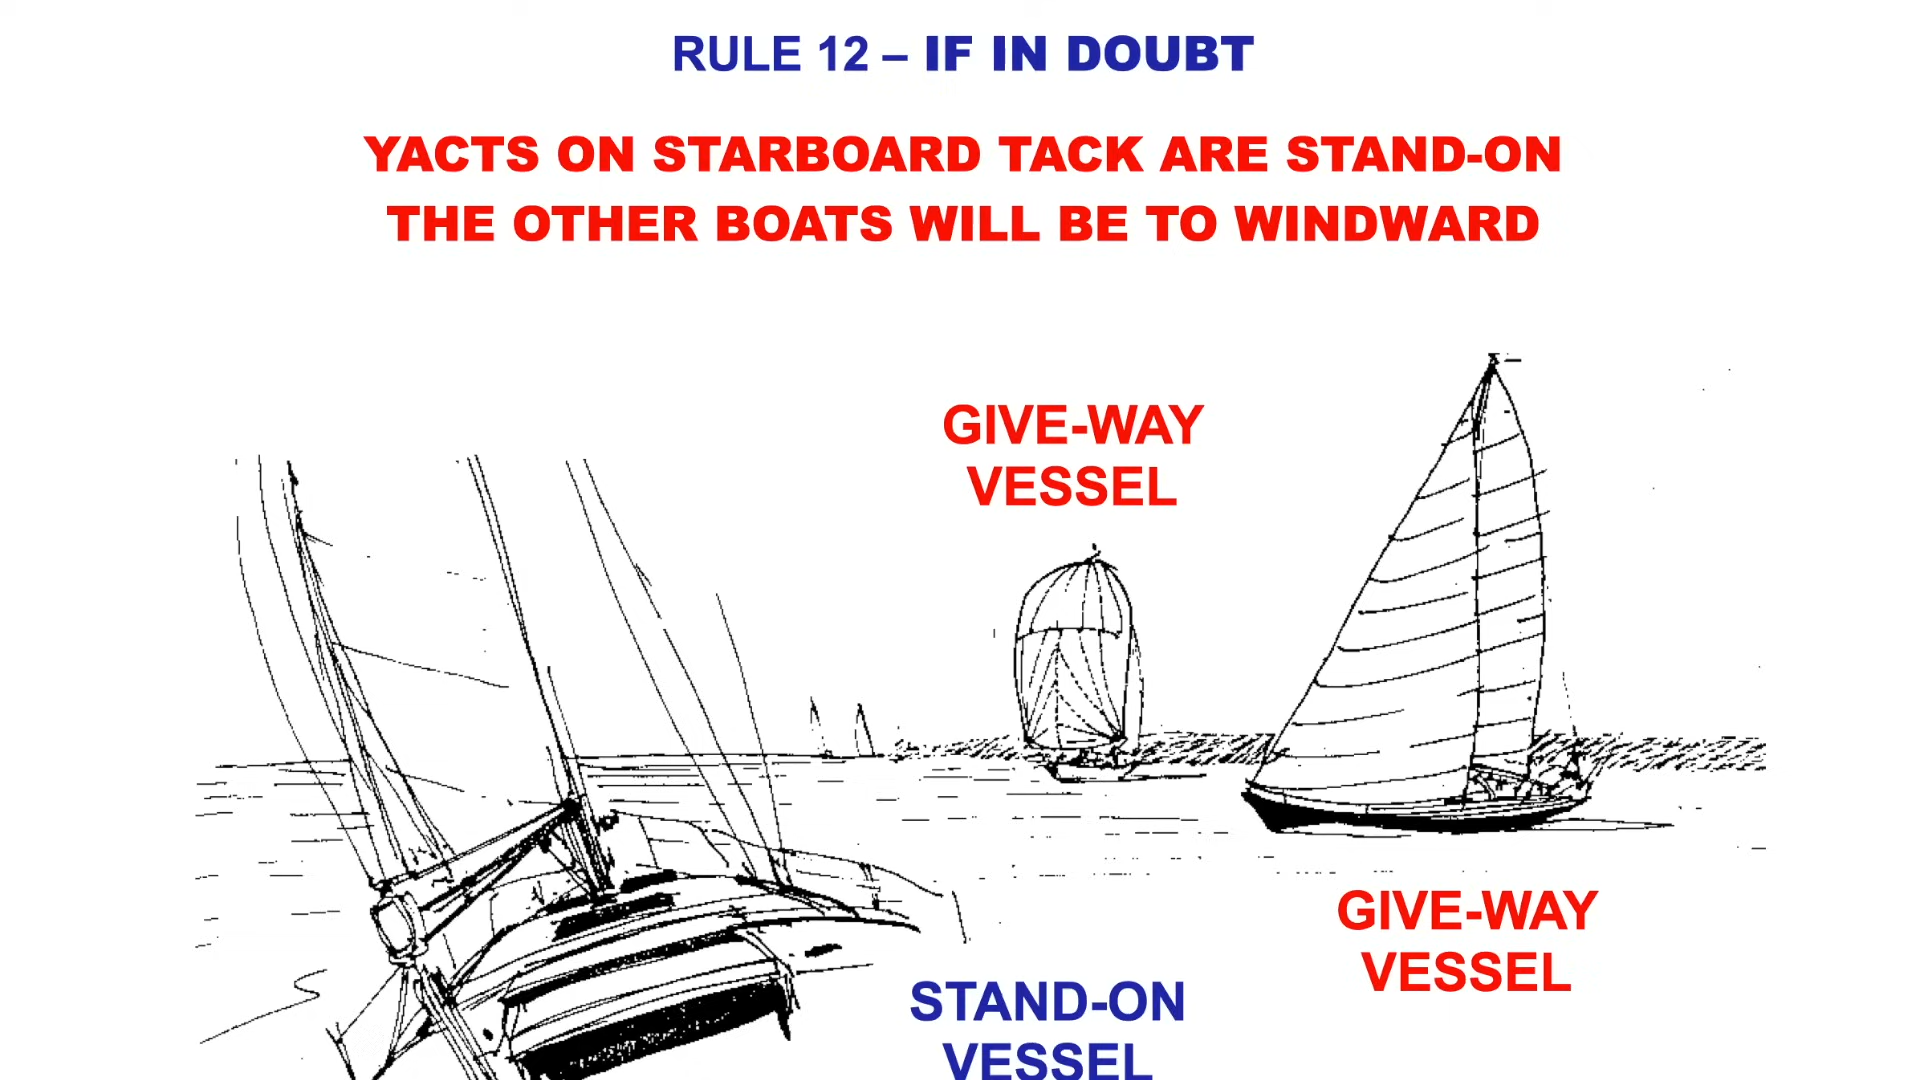 RULE 12 – IF IN DOUBT
YACTS ON STARBOARD TACK ARE STAND-ON
THE OTHER BOATS WILL BE TO WINDWARD
GIVE-WAY
VESSEL
GIVE-WAY
VESSEL
STAND-ON
VESSEL